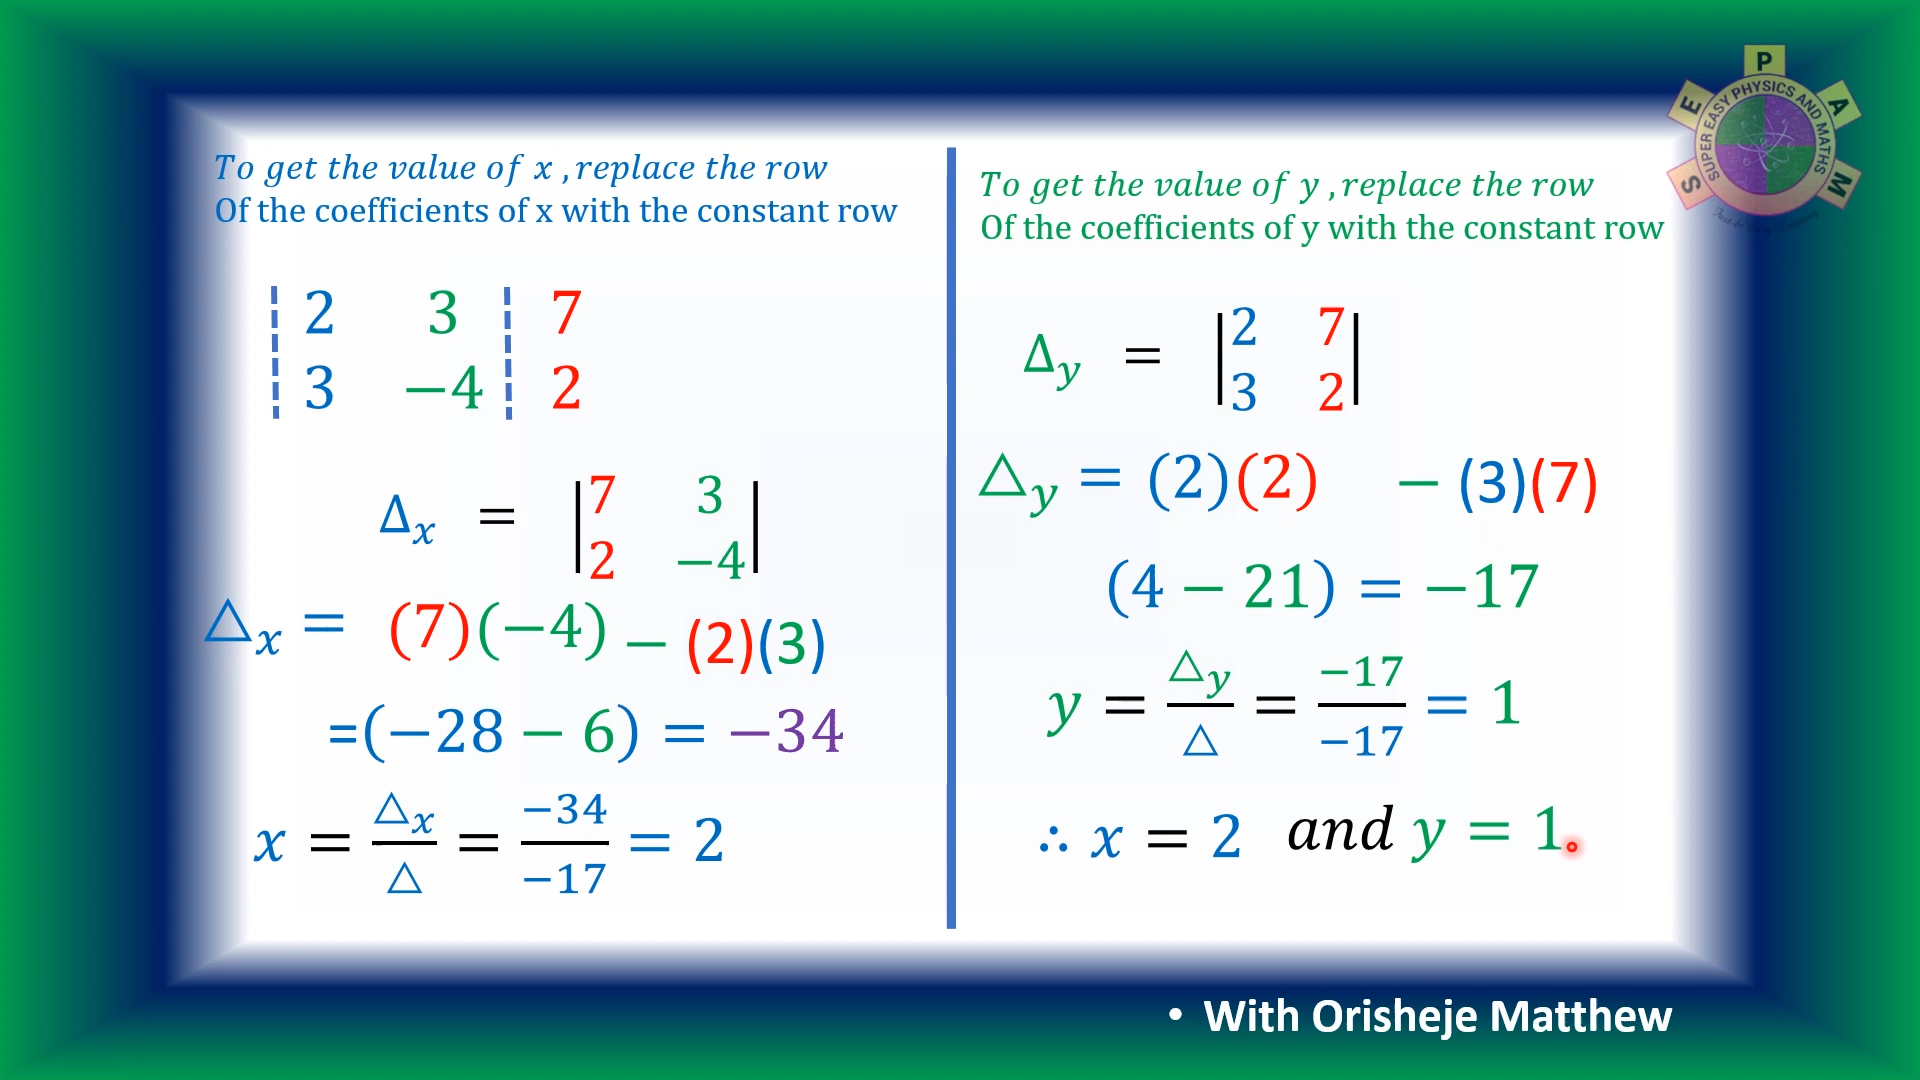 To get the value of x , replace the row
Of the coefficients of x with the constant row
2 3 7
3 −4 2
Δx = |7 3|
|2 −4|
△x = (7)(−4) − (2)(3)
=(−28 − 6) = −34
x = △x/△ = −34/−17 = 2
To get the value of y , replace the row
Of the coefficients of y with the constant row
Δy = |2 7|
|3 2|
△y = (2)(2) − (3)(7)
(4 − 21) = −17
y = △y/△ = −17/−17 = 1
∴ x = 2 and y = 1
S E P A M
SUPER EASY PHYSICS AND MATHS
• With Orisheje Matthew